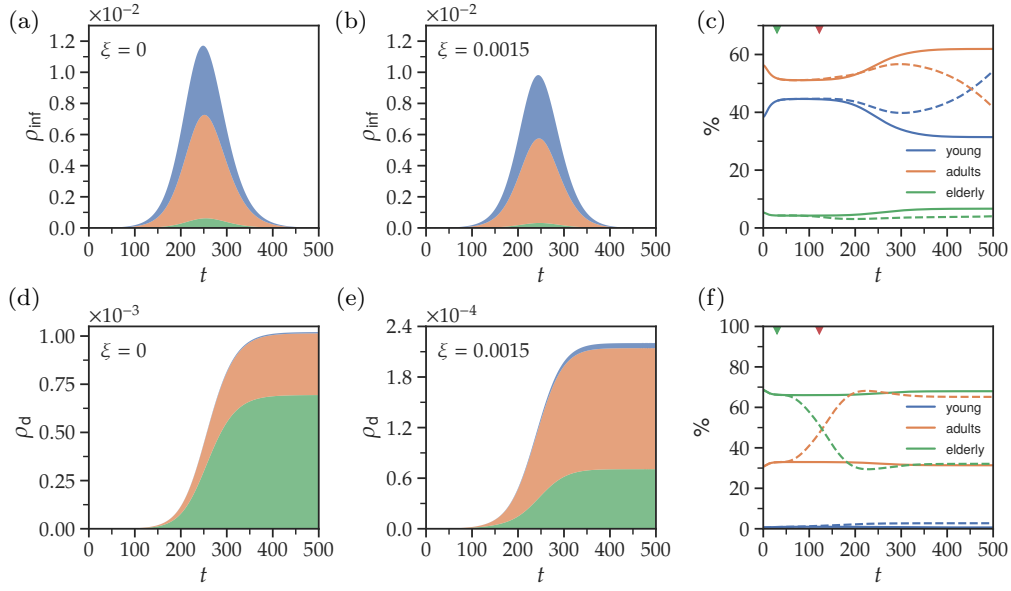 (a)
×10⁻²
ξ = 0
ρinf
1.2
1.0
0.8
0.6
0.4
0.2
0.0
0 100 200 300 400 500
t
(b)
×10⁻²
ξ = 0.0015
ρinf
1.2
1.0
0.8
0.6
0.4
0.2
0.0
0 100 200 300 400 500
t
(c)
%
60
40
20
0
young
adults
elderly
0 100 200 300 400 500
t
(d)
×10⁻³
ξ = 0
ρd
1.00
0.75
0.50
0.25
0.00
0 100 200 300 400 500
t
(e)
×10⁻⁴
ξ = 0.0015
ρd
2.4
1.8
1.2
0.6
0.0
0 100 200 300 400 500
t
(f)
%
100
80
60
40
20
0
young
adults
elderly
0 100 200 300 400 500
t